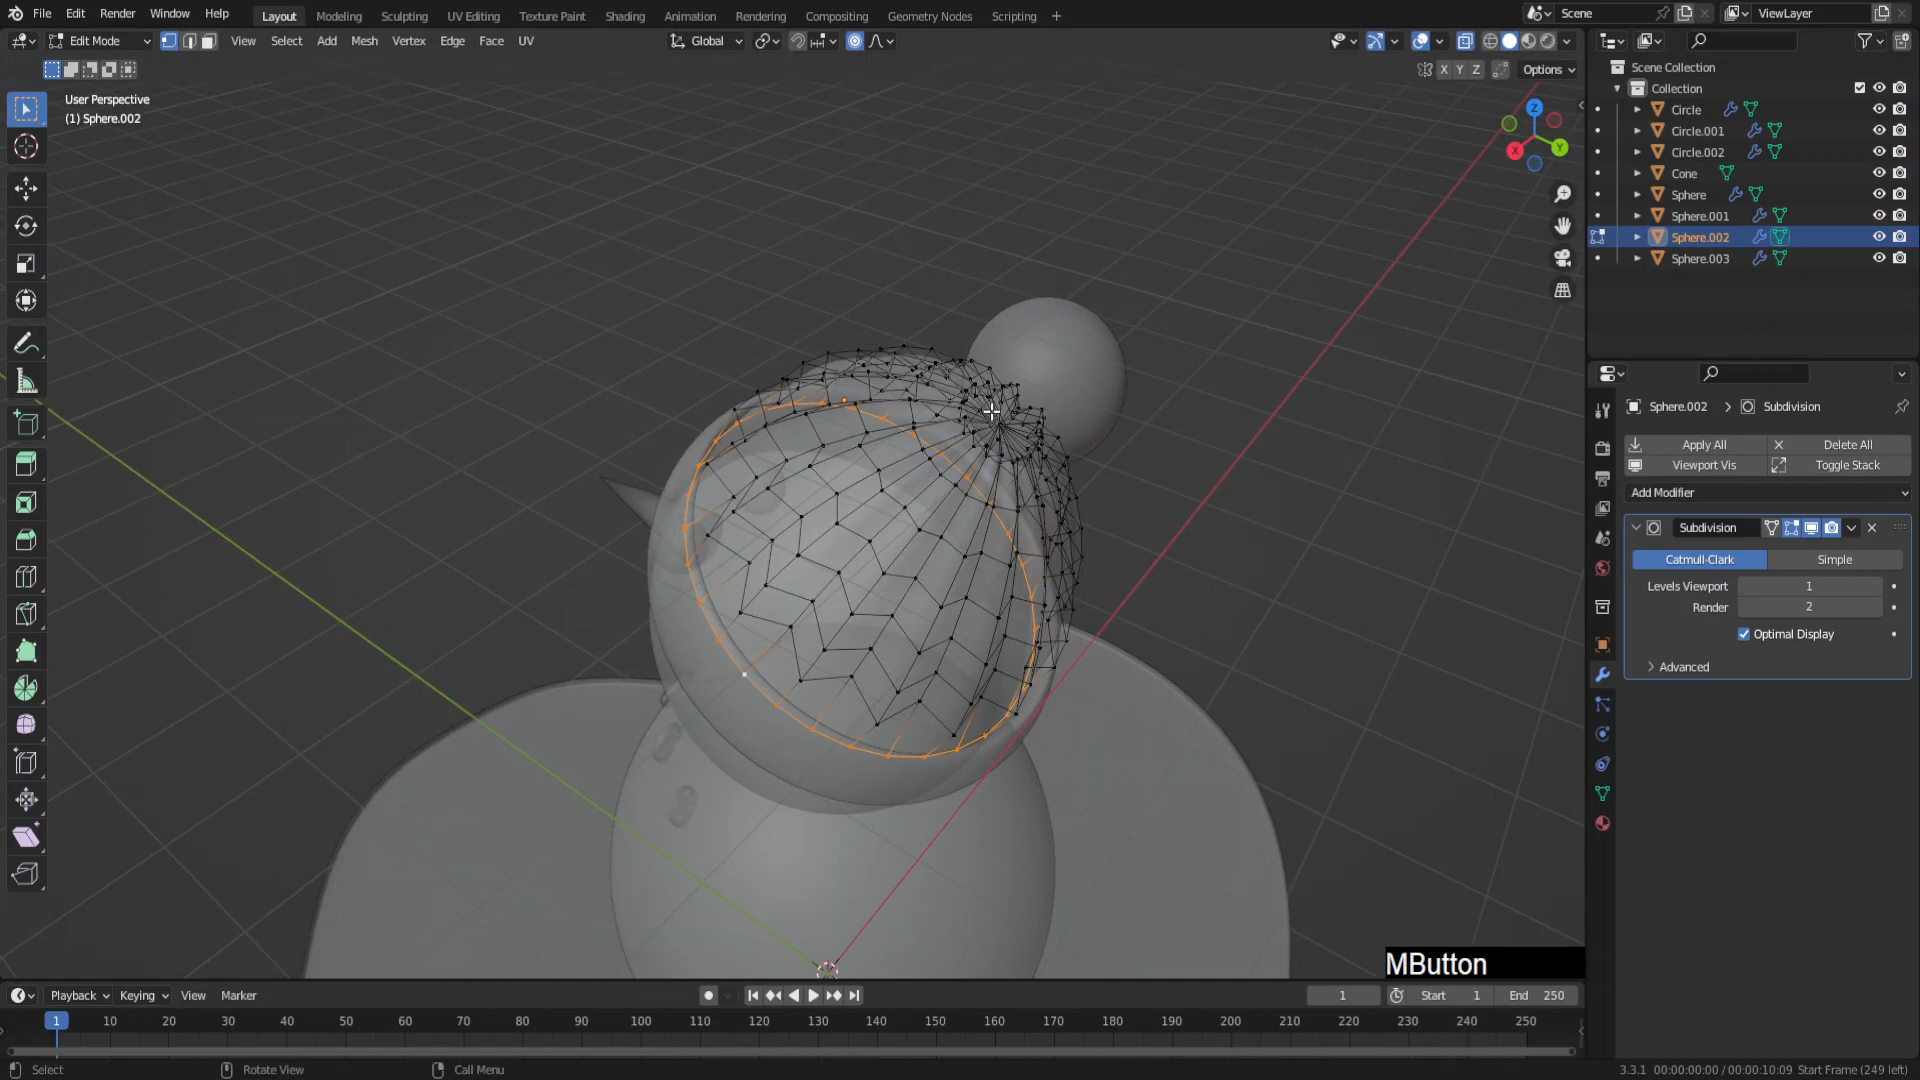 File Edit Render Window Help
Layout Modeling Sculpting UV Editing Texture Paint Shading Animation Rendering Compositing Geometry Nodes Scripting +
Scene
ViewLayer
Edit Mode
View Select Add Mesh Vertex Edge Face UV
Global
X Y Z
Options
User Perspective
(1) Sphere.002
Z
X
Y
Scene Collection
Collection
Circle
Circle.001
Circle.002
Cone
Sphere
Sphere.001
Sphere.002
Sphere.003
Sphere.002 > Subdivision
Apply All
Delete All
Viewport Vis
Toggle Stack
Add Modifier
Subdivision
Catmull-Clark
Simple
Levels Viewport 1
Render 2
Optimal Display
Advanced
MButton
Playback Keying View Marker
1
Start 1
End 250
1 10 20 30 40 50 60 70 80 90 100 110 120 130 140 150 160 170 180 190 200 210 220 230 240 250
Select
Rotate View
Call Menu
3.3.1 00:00:00:00 / 00:00:10:09 Start Frame (249 left)